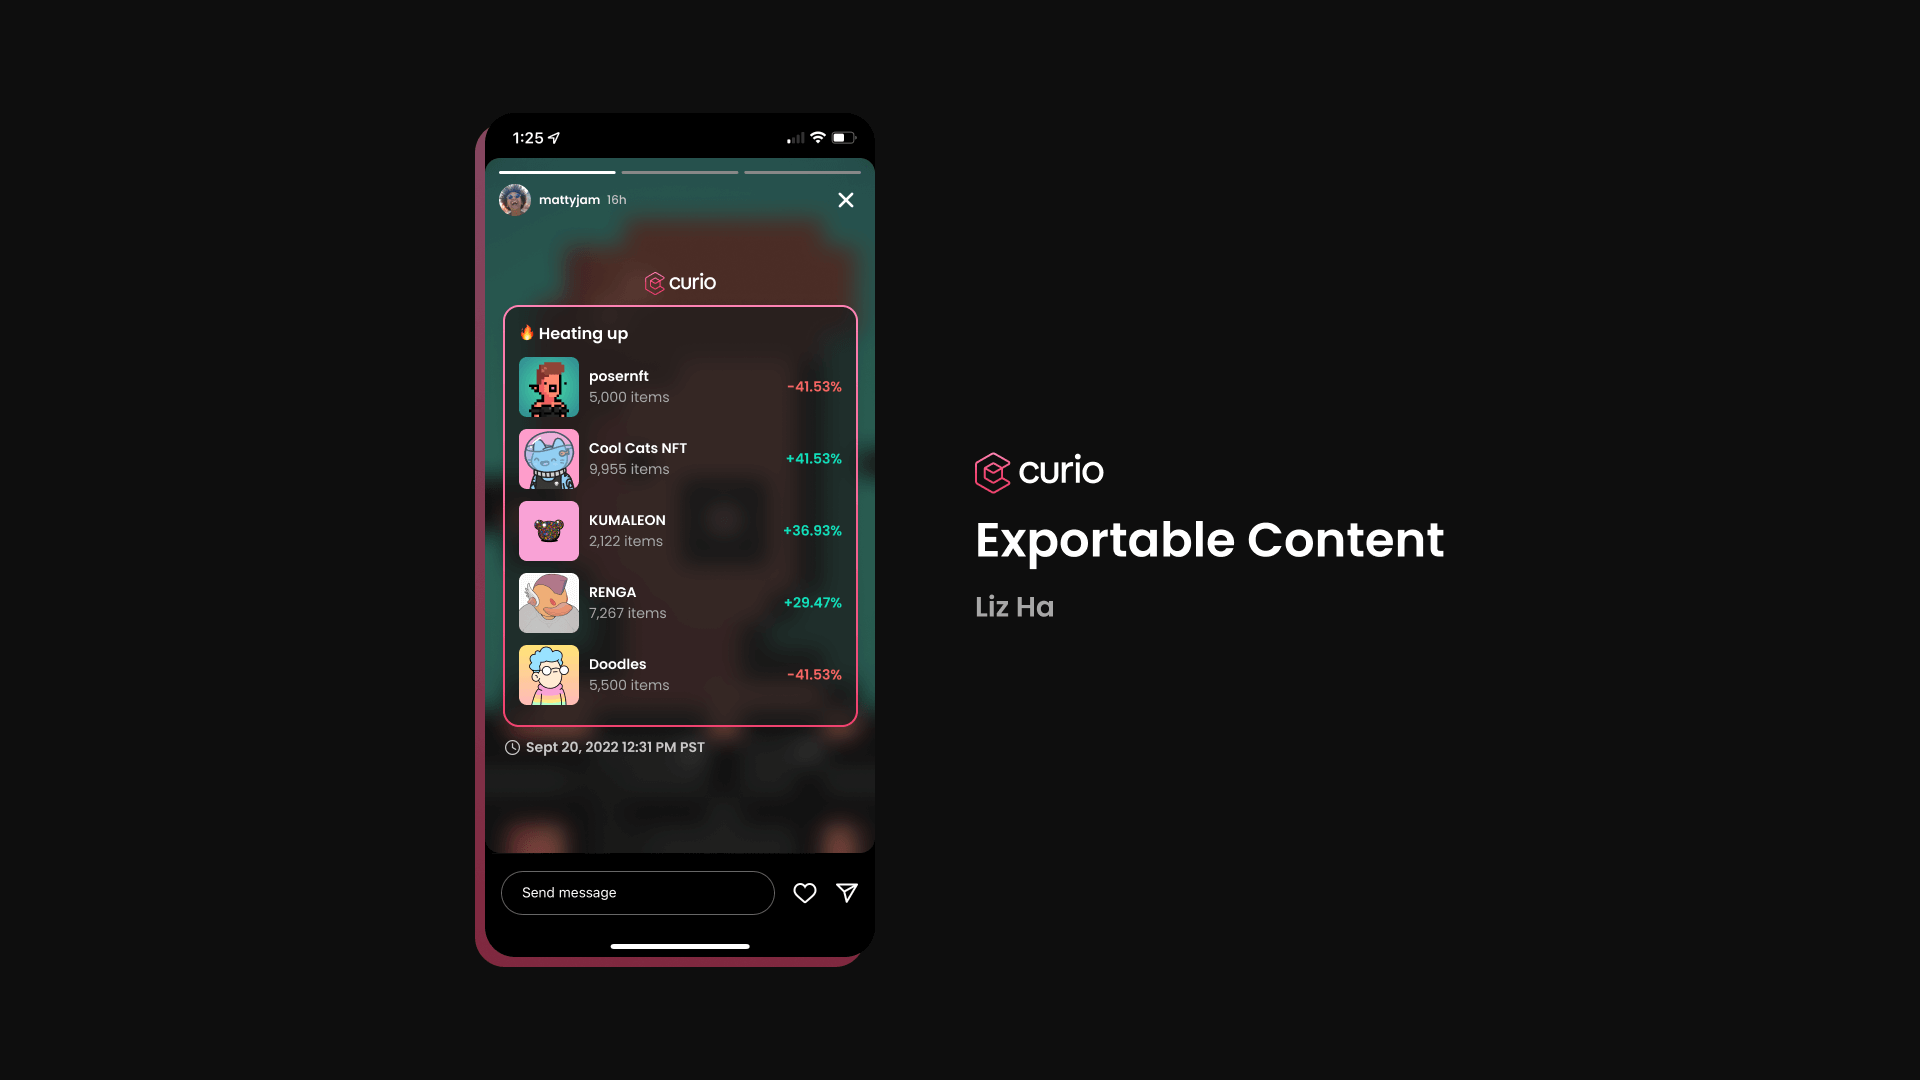 1:25
mattyjam 16h
curio
🔥 Heating up
posernft
5,000 items
-41.53%
Cool Cats NFT
9,955 items
+41.53%
KUMALEON
2,122 items
+36.93%
RENGA
7,267 items
+29.47%
Doodles
5,500 items
-41.53%
Sept 20, 2022 12:31 PM PST
Send message
curio
Exportable Content
Liz Ha